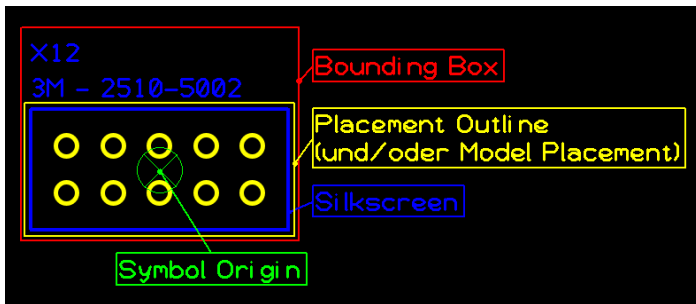 X12
3M - 2510-5002
Bounding Box
Placement Outline
(und/oder Model Placement)
Silkscreen
Symbol Origin